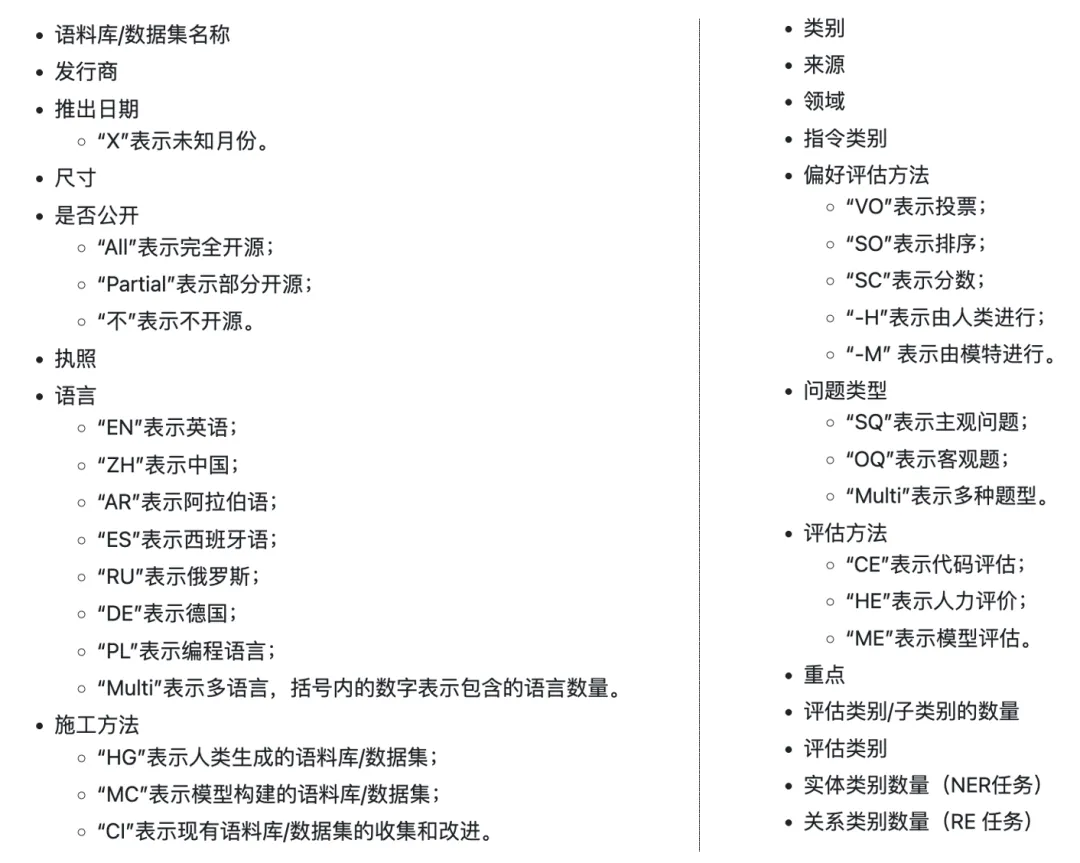 • 语料库/数据集名称
• 发行商
• 推出日期
◦ “X”表示未知月份。
• 尺寸
• 是否公开
◦ “All”表示完全开源；
◦ “Partial”表示部分开源；
◦ “不”表示不开源。
• 执照
• 语言
◦ “EN”表示英语；
◦ “ZH”表示中国；
◦ “AR”表示阿拉伯语；
◦ “ES”表示西班牙语；
◦ “RU”表示俄罗斯；
◦ “DE”表示德国；
◦ “PL”表示编程语言；
◦ “Multi”表示多语言，括号内的数字表示包含的语言数量。
• 施工方法
◦ “HG”表示人类生成的语料库/数据集；
◦ “MC”表示模型构建的语料库/数据集；
◦ “CI”表示现有语料库/数据集的收集和改进。
• 类别
• 来源
• 领域
• 指令类别
• 偏好评估方法
◦ “VO”表示投票；
◦ “SO”表示排序；
◦ “SC”表示分数；
◦ “-H”表示由人类进行；
◦ “-M” 表示由模特进行。
• 问题类型
◦ “SQ”表示主观问题；
◦ “OQ”表示客观题；
◦ “Multi”表示多种题型。
• 评估方法
◦ “CE”表示代码评估；
◦ “HE”表示人力评价；
◦ “ME”表示模型评估。
• 重点
• 评估类别/子类别的数量
• 评估类别
• 实体类别数量（NER任务）
• 关系类别数量（RE 任务）